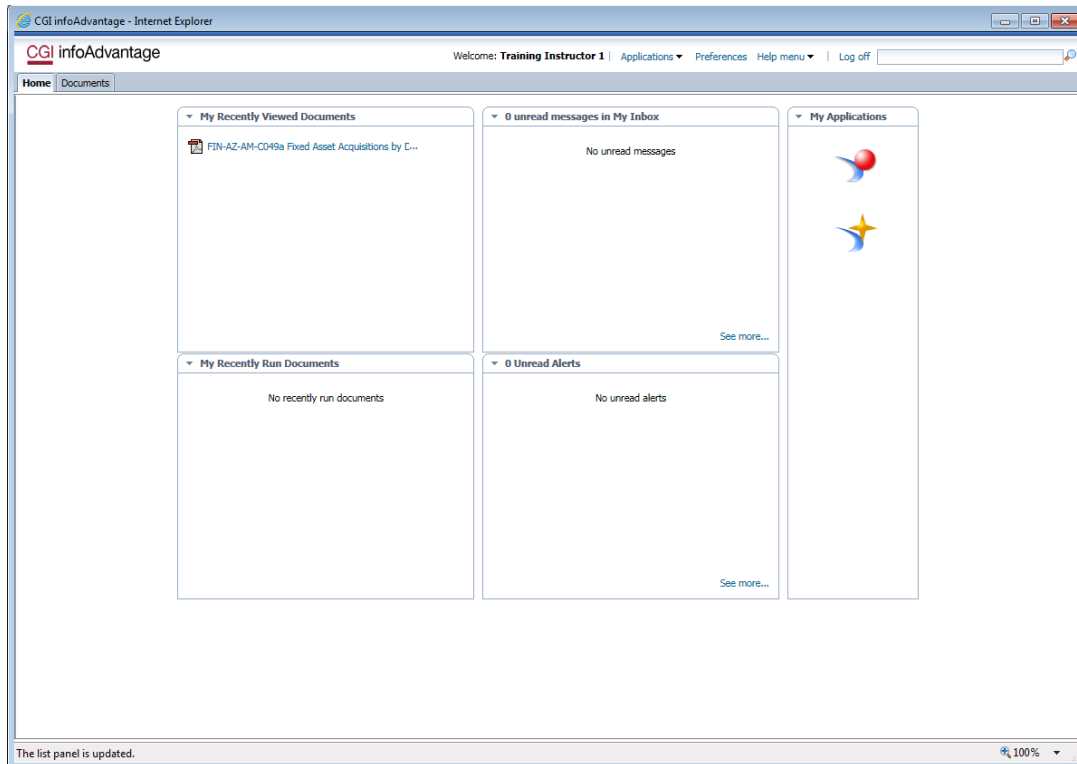 CGI infoAdvantage - Internet Explorer
CGI infoAdvantage
Welcome: Training Instructor 1 | Applications Preferences Help menu | Log off
Home Documents
My Recently Viewed Documents
FIN-AZ-AM-C049a Fixed Asset Acquisitions by D...
0 unread messages in My Inbox
No unread messages
See more...
My Applications
My Recently Run Documents
No recently run documents
0 Unread Alerts
No unread alerts
See more...
The list panel is updated.
100%